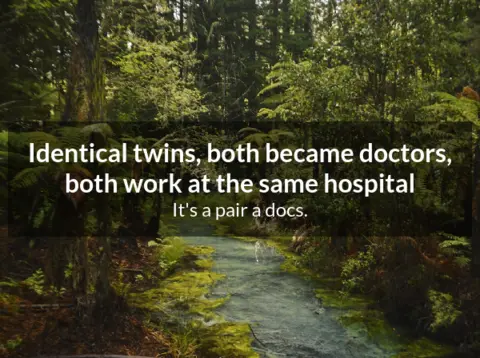 Identical twins, both became doctors,
both work at the same hospital
It's a pair a docs.